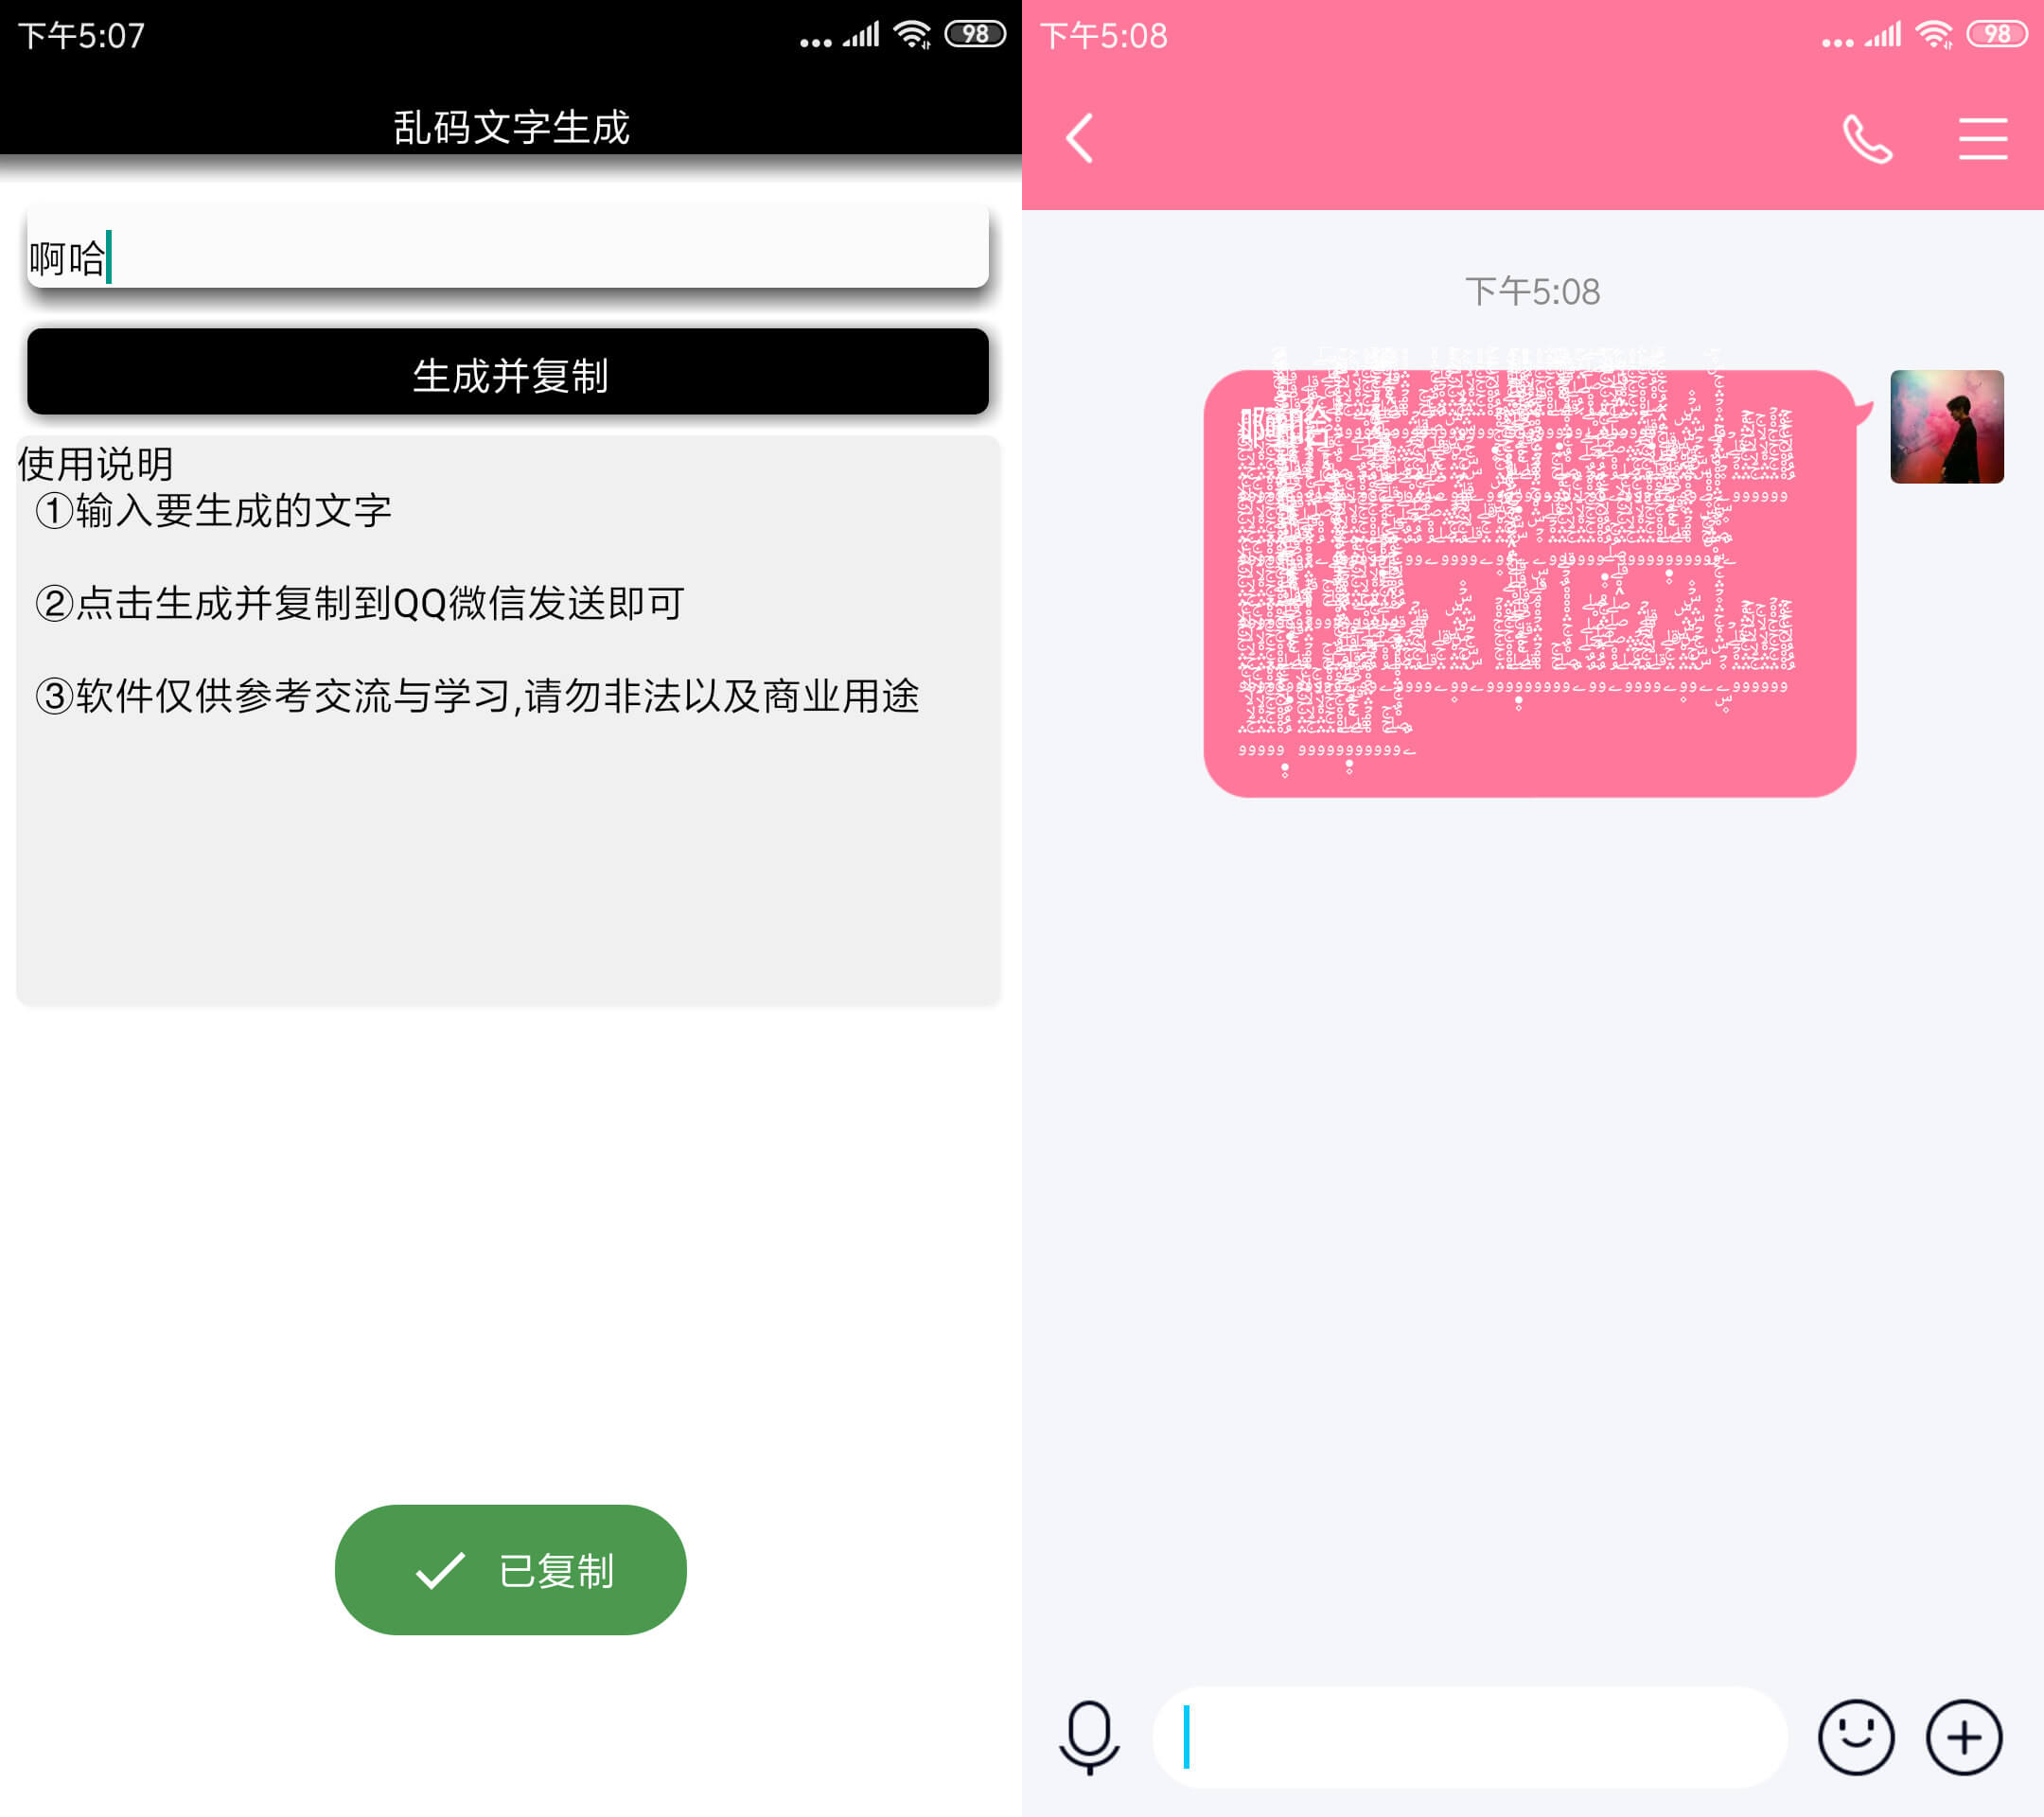 下午5:07
98
乱码文字生成
啊哈
生成并复制
使用说明
①输入要生成的文字
②点击生成并复制到QQ微信发送即可
③软件仅供参考交流与学习,请勿非法以及商业用途
已复制
下午5:08
98
下午5:08
啊哈